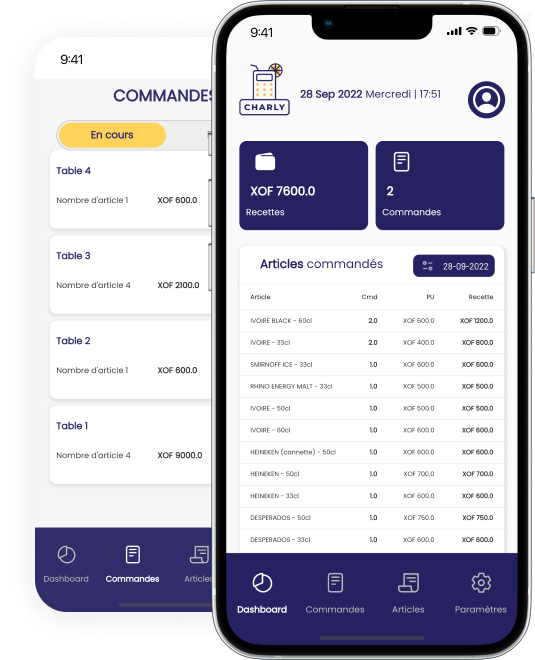 9:41
COMMANDES
En cours
Table 4
Nombre d'article 1 XOF 600.0
Table 3
Nombre d'article 4 XOF 2100.0
Table 2
Nombre d'article 1 XOF 600.0
Table 1
Nombre d'article 4 XOF 9000.0
Dashboard Commandes Articles
9:41
CHARLY
28 Sep 2022 Mercredi | 17:51
XOF 7600.0
Recettes
2
Commandes
Articles commandés
28-09-2022
Article Cmd PU Recette
IVOIRE BLACK - 60cl 2.0 XOF 600.0 XOF 1200.0
IVOIRE - 33cl 2.0 XOF 400.0 XOF 800.0
SMIRNOFF ICE - 33cl 1.0 XOF 600.0 XOF 600.0
RHINO ENERGY MALT - 33cl 1.0 XOF 500.0 XOF 500.0
IVOIRE - 50cl 1.0 XOF 500.0 XOF 500.0
IVOIRE - 60cl 1.0 XOF 600.0 XOF 600.0
HEINEKEN (cannette) - 50cl 1.0 XOF 600.0 XOF 600.0
HEINEKEN - 50cl 1.0 XOF 700.0 XOF 700.0
HEINEKEN - 33cl 1.0 XOF 600.0 XOF 600.0
DESPERADOS - 50cl 1.0 XOF 750.0 XOF 750.0
DESPERADOS - 33cl 1.0 XOF 600.0 XOF 600.0
Dashboard Commandes Articles Paramètres